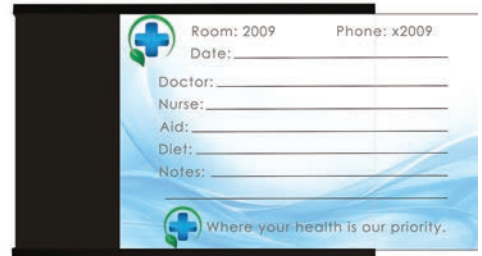 Room: 2009 Phone: x2009
Date:
Doctor:
Nurse:
Aid:
Diet:
Notes:
Where your health is our priority.